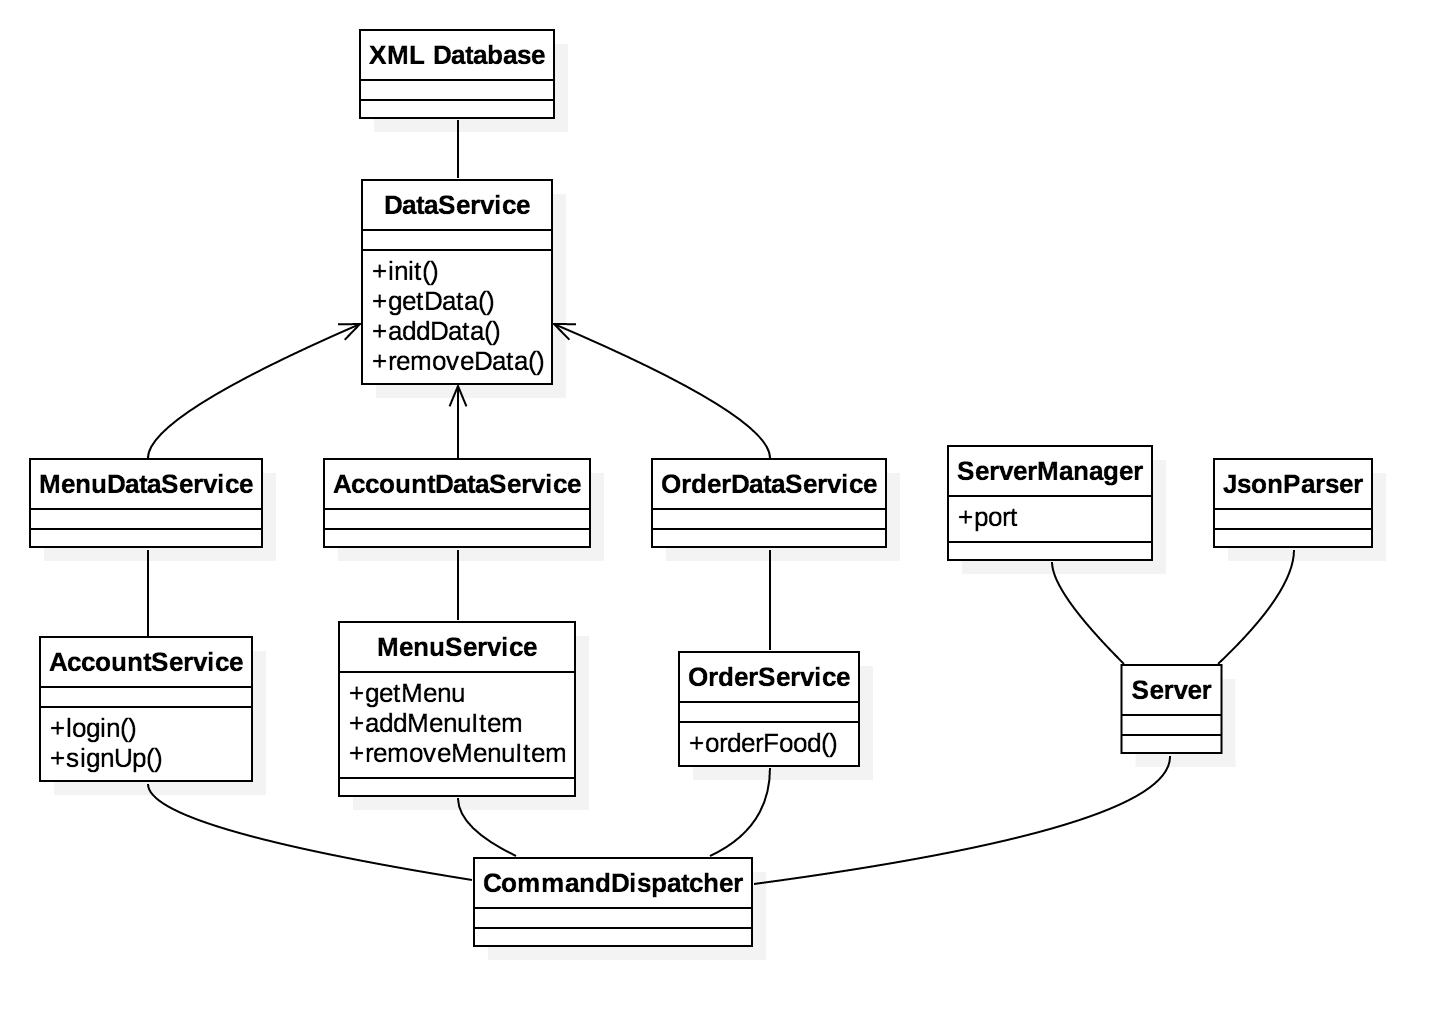 XML Database
DataService
+init()
+getData()
+addData()
+removeData()
MenuDataService
AccountDataService
OrderDataService
ServerManager
+port
JsonParser
AccountService
+login()
+signUp()
MenuService
+getMenu
+addMenuItem
+removeMenuItem
OrderService
+orderFood()
Server
CommandDispatcher